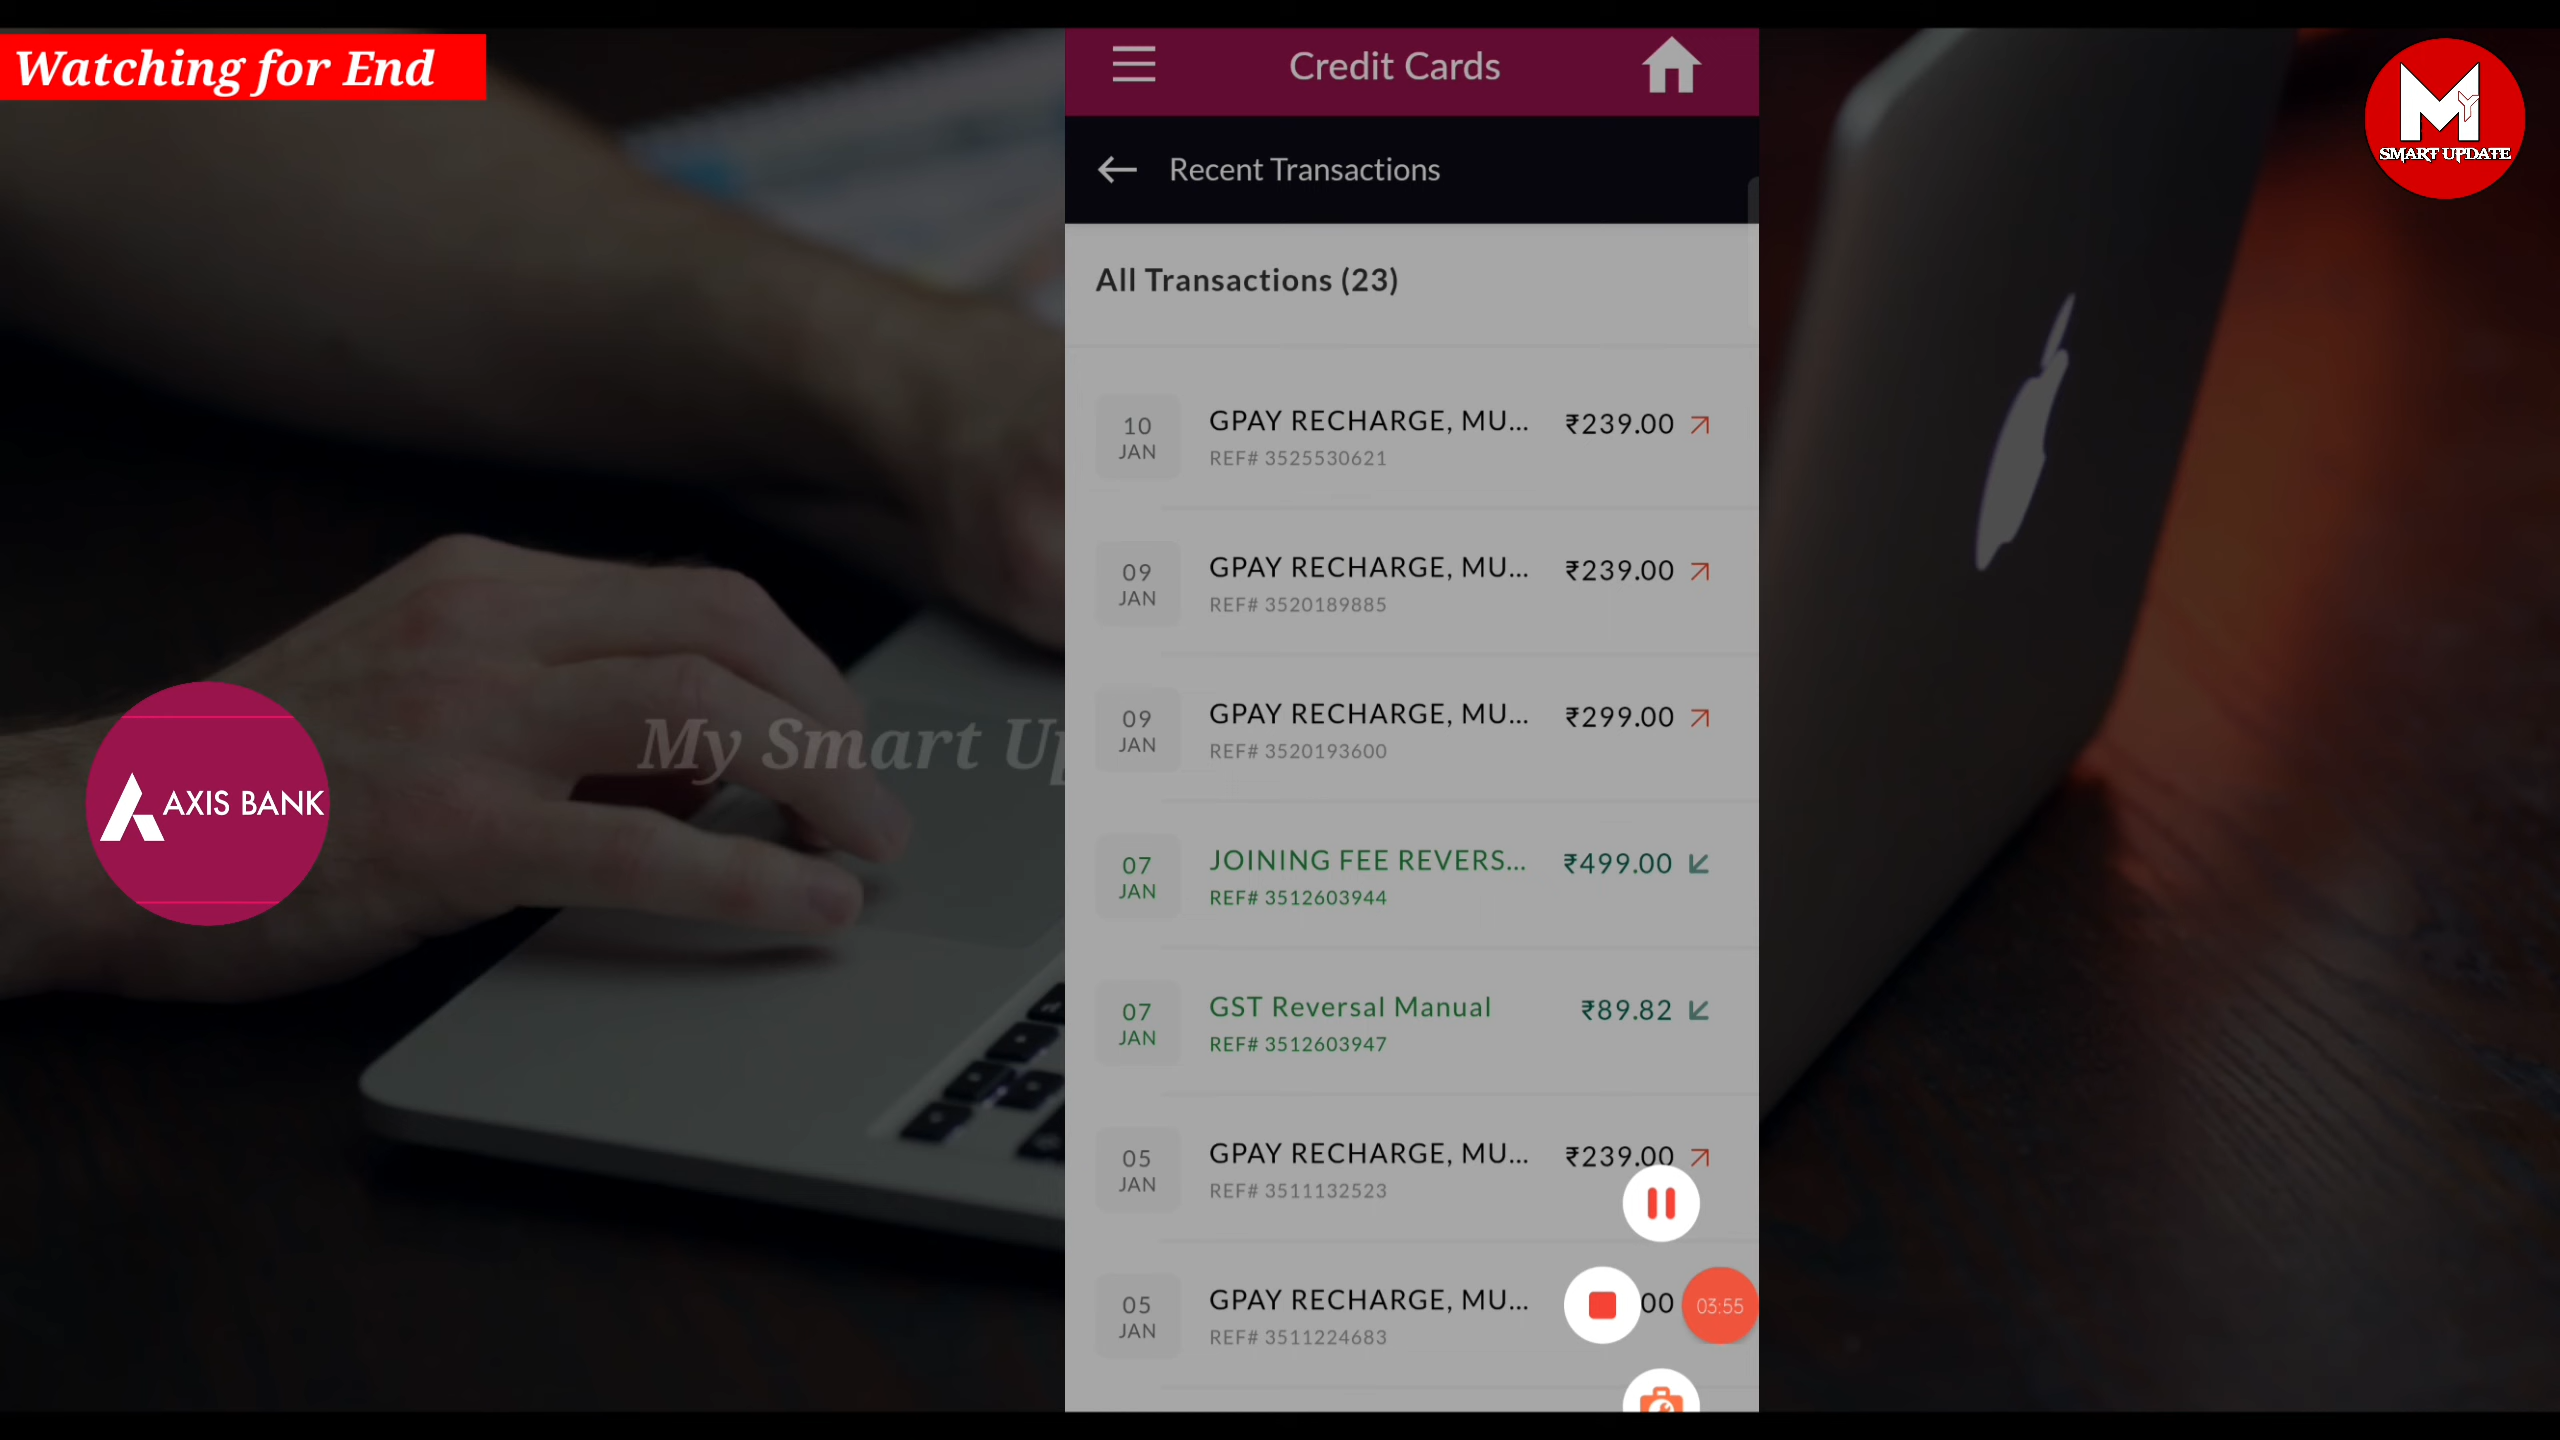 Watching for End
M
Y
SMART UPDATE
AXIS BANK
My Smart Up
Credit Cards
Recent Transactions
All Transactions (23)
10
JAN
GPAY RECHARGE, MU...
₹239.00
REF# 3525530621
09
JAN
GPAY RECHARGE, MU...
₹239.00
REF# 3520189885
09
JAN
GPAY RECHARGE, MU...
₹299.00
REF# 3520193600
07
JAN
JOINING FEE REVERS...
₹499.00
REF# 3512603944
07
JAN
GST Reversal Manual
₹89.82
REF# 3512603947
05
JAN
GPAY RECHARGE, MU...
₹239.00
REF# 3511132523
05
JAN
GPAY RECHARGE, MU...
00
REF# 3511224683
03:55